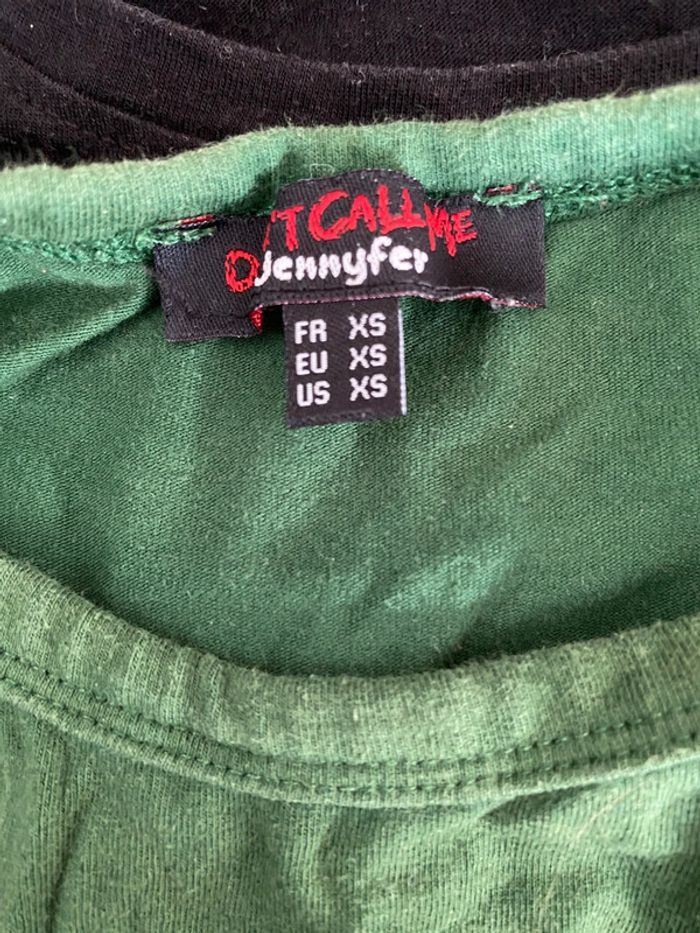 'T CALL ME
Jennyfer
FR XS
EU XS
US XS